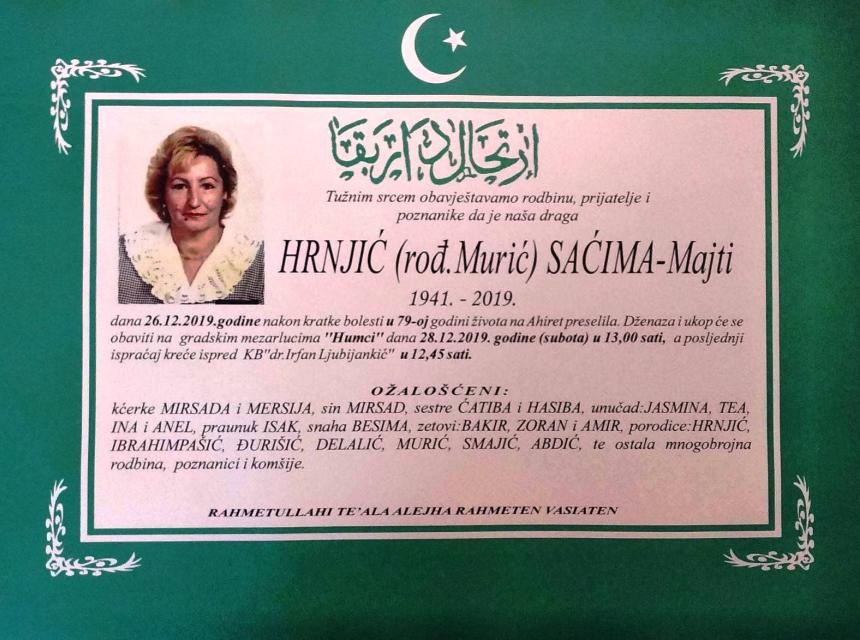 ارتحال دار بقا
Tužnim srcem obavještavamo rodbinu, prijatelje i
poznanike da je naša draga
HRNJIĆ (rođ. Murić) SAĆIMA-Majti
1941. - 2019.
dana 26.12.2019.godine nakon kratke bolesti u 79-oj godini života na Ahiret preselila. Dženaza i ukop će se
obaviti na gradskim mezarlucima "Humci" dana 28.12.2019. godine (subota) u 13,00 sati, a posljednji
ispraćaj kreće ispred KB"dr.Irfan Ljubijankić" u 12,45 sati.
OŽALOŠĆENI:
kćerke MIRSADA i MERSIJA, sin MIRSAD, sestre ĆATIBA i HASIBA, unučad:JASMINA, TEA,
INA i ANEL, praunuk ISAK, snaha BESIMA, zetovi:BAKIR, ZORAN i AMIR, porodice:HRNJIĆ,
IBRAHIMPAŠIĆ, ĐURIŠIĆ, DELALIĆ, MURIĆ, SMAJIĆ, ABDIĆ, te ostala mnogobrojna
rodbina, poznanici i komšije.
RAHMETULLAHI TE'ALA ALEJHA RAHMETEN VASIATEN